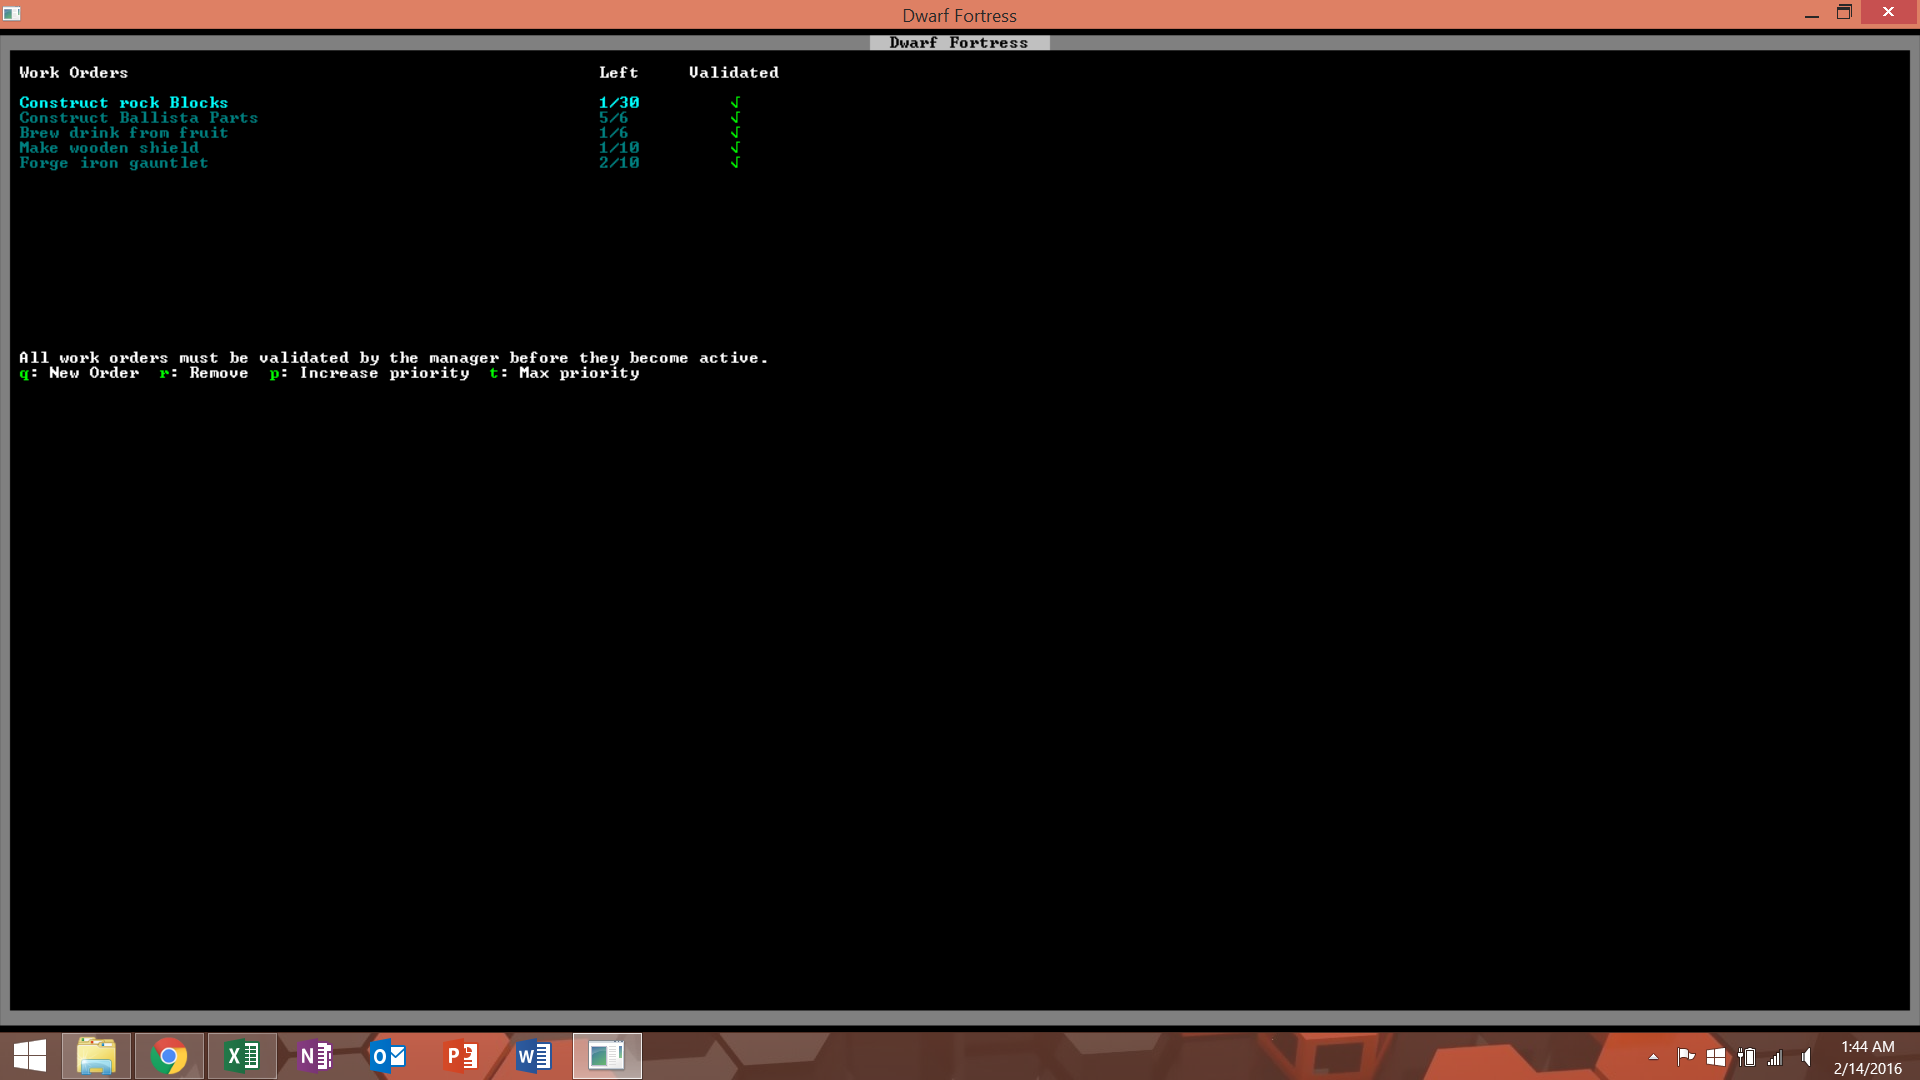 Dwarf Fortress
Dwarf Fortress
Work Orders Left Validated
Construct rock Blocks 1/30 √
Construct Ballista Parts 5/6 √
Brew drink from fruit 1/6 √
Make wooden shield 1/10 √
Forge iron gauntlet 2/10 √
All work orders must be validated by the manager before they become active.
q: New Order r: Remove p: Increase priority t: Max priority
1:44 AM
2/14/2016